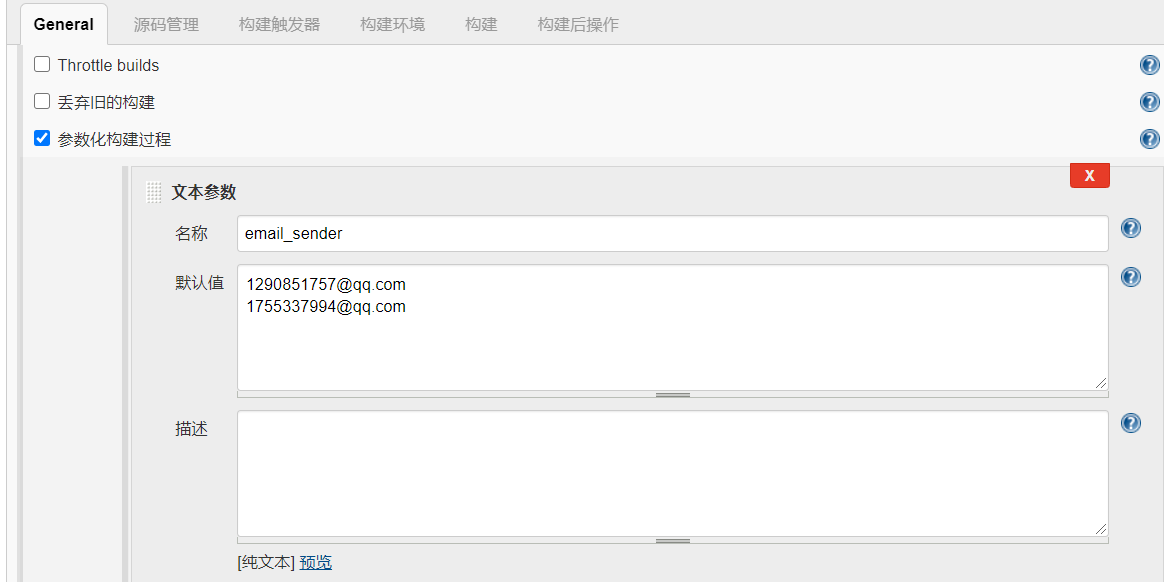 General 源码管理 构建触发器 构建环境 构建 构建后操作
Throttle builds
丢弃旧的构建
参数化构建过程
X
文本参数
名称 email_sender
默认值 1290851757@qq.com
1755337994@qq.com
描述
[纯文本] 预览